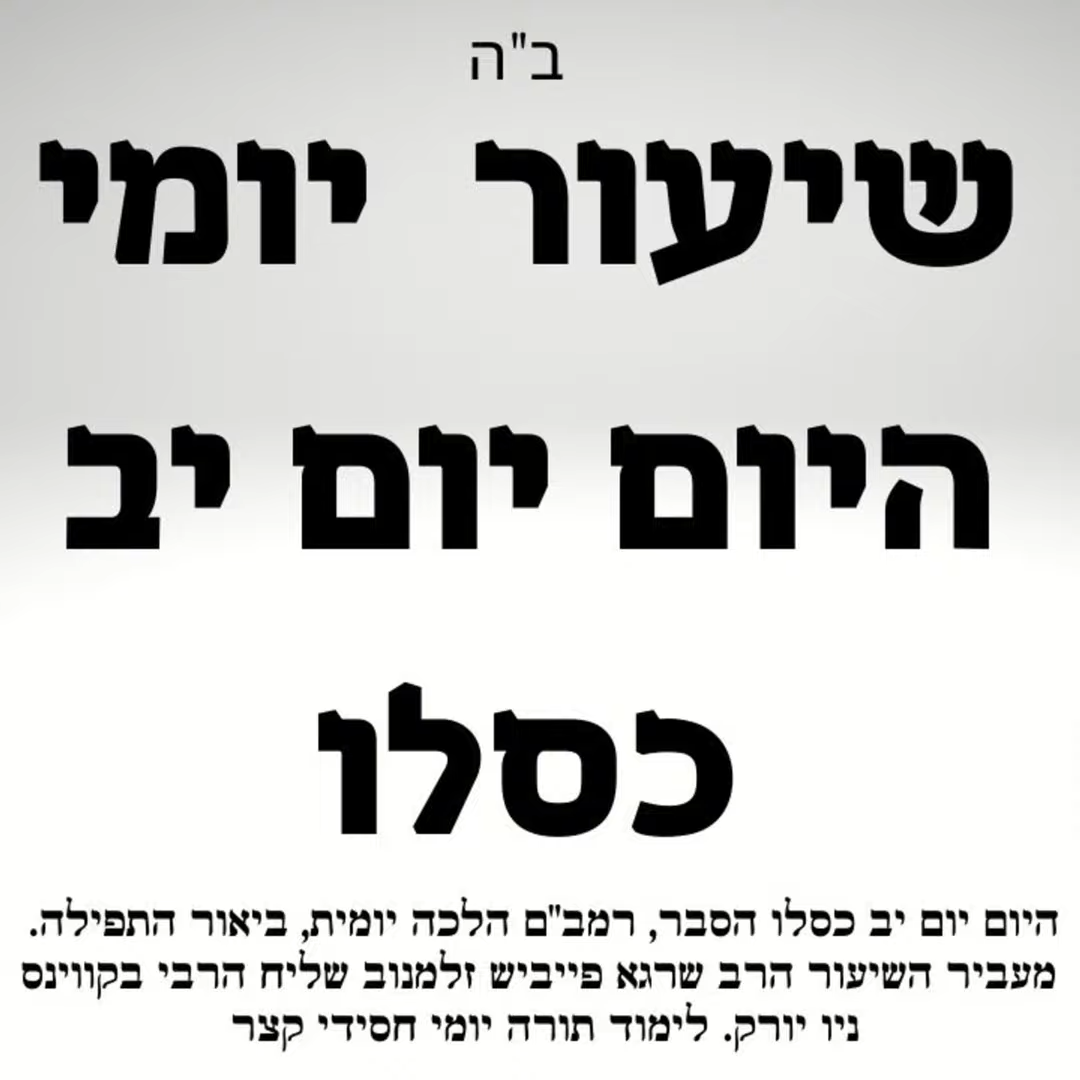 ב"ה
שיעור יומי
היום יום יב
כסלו
היום יום יב כסלו הסבר, רמב"ם הלכה יומית, ביאור התפילה.
מעביר השיעור הרב שרגא פייביש זלמנוב שליח הרבי בקווינס
ניו יורק. לימוד תורה יומי חסידי קצר